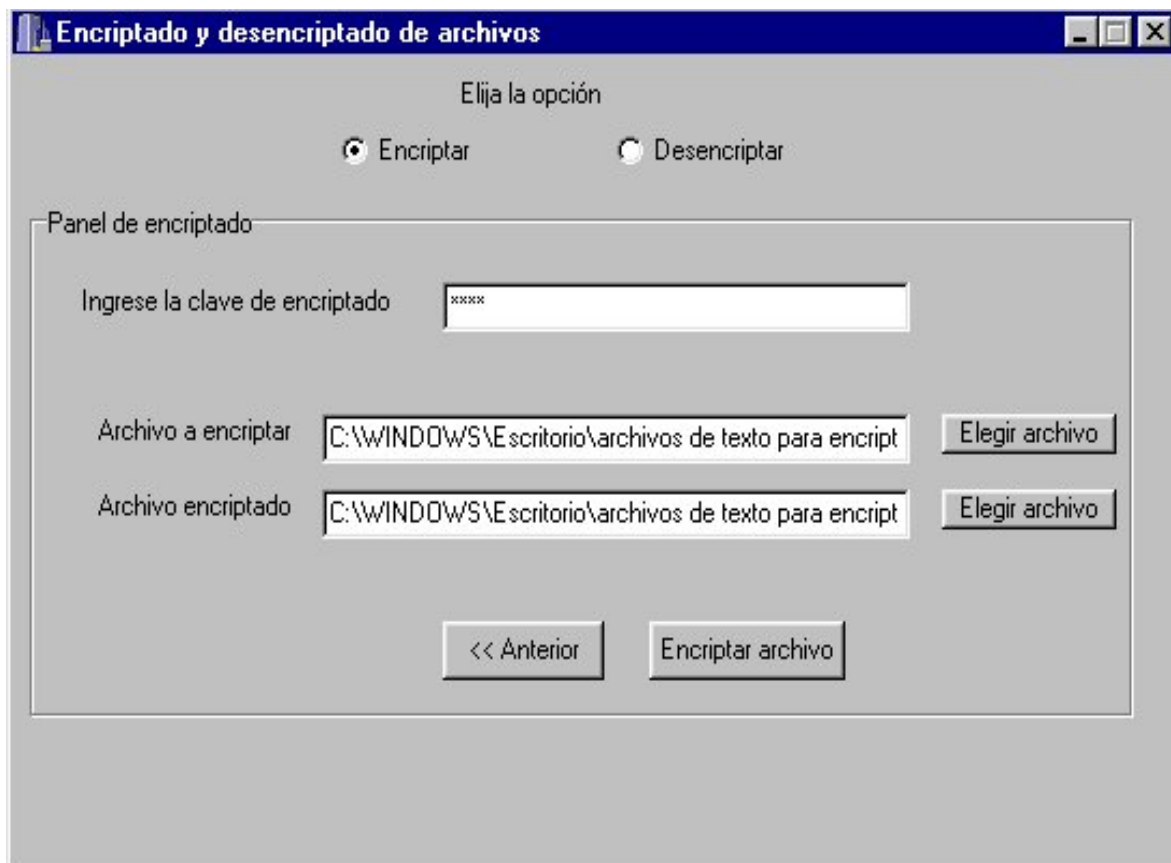 Encriptado y desencriptado de archivos
Elija la opción
Encriptar Desencriptar
Panel de encriptado
Ingrese la clave de encriptado ****
Archivo a encriptar C:\WINDOWS\Escritorio\archivos de texto para encript Elegir archivo
Archivo encriptado C:\WINDOWS\Escritorio\archivos de texto para encript Elegir archivo
<< Anterior Encriptar archivo